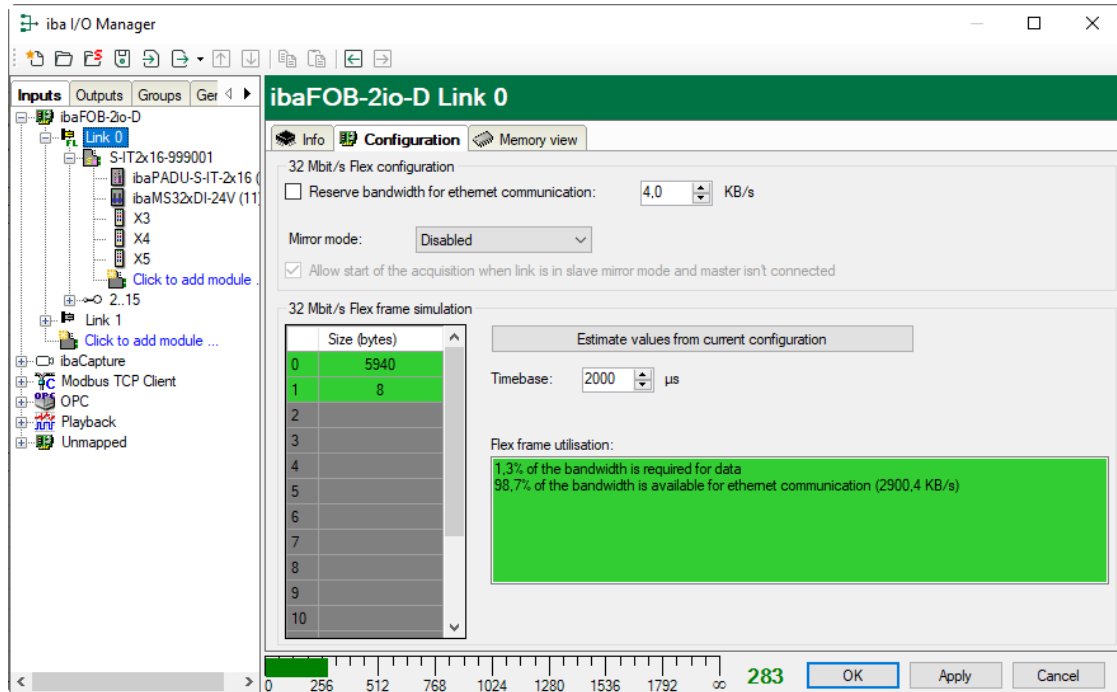 iba I/O Manager
Inputs Outputs Groups Ger
ibaFOB-2io-D
Link 0
S-IT2x16-999001
ibaPADU-S-IT-2x16 (
ibaMS32xDI-24V (11)
X3
X4
X5
Click to add module .
2..15
Link 1
Click to add module ...
ibaCapture
Modbus TCP Client
OPC
Playback
Unmapped
ibaFOB-2io-D Link 0
Info Configuration Memory view
32 Mbit/s Flex configuration
Reserve bandwidth for ethernet communication: 4,0 KB/s
Mirror mode: Disabled
Allow start of the acquisition when link is in slave mirror mode and master isn't connected
32 Mbit/s Flex frame simulation
Size (bytes)
0 5940
1 8
2
3
4
5
6
7
8
9
10
Estimate values from current configuration
Timebase: 2000 µs
Flex frame utilisation:
1,3% of the bandwidth is required for data
98,7% of the bandwidth is available for ethernet communication (2900,4 KB/s)
0 256 512 768 1024 1280 1536 1792 ∞
283
OK Apply Cancel